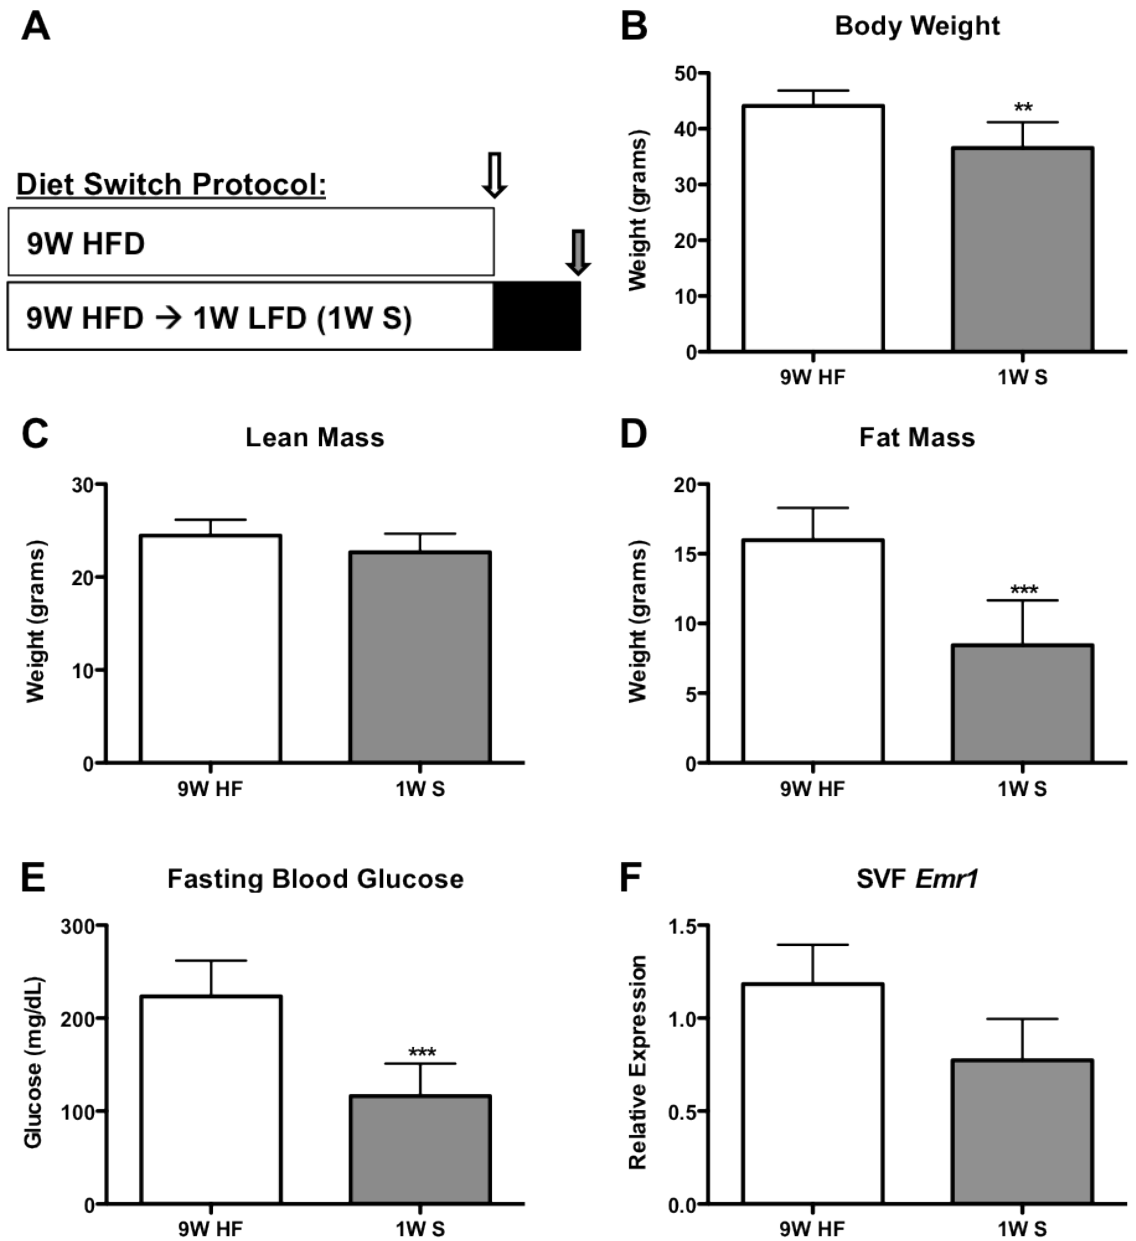 A
Diet Switch Protocol:
9W HFD
9W HFD → 1W LFD (1W S)
B
Body Weight
Weight (grams)
50
40
30
20
10
0
**
9W HF
1W S
C
Lean Mass
Weight (grams)
30
20
10
0
9W HF
1W S
D
Fat Mass
Weight (grams)
20
15
10
5
0
***
9W HF
1W S
E
Fasting Blood Glucose
Glucose (mg/dL)
300
200
100
0
***
9W HF
1W S
F
SVF Emr1
Relative Expression
1.5
1.0
0.5
0.0
9W HF
1W S